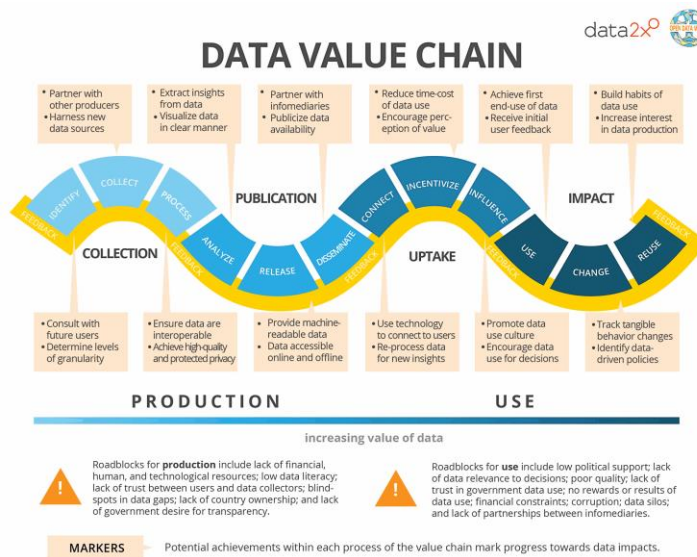 data2x
OPEN DATA WATCH
DATA VALUE CHAIN
• Partner with
other producers
• Harness new
data sources
• Extract insights
from data
• Visualize data
in clear manner
• Partner with
infomediaries
• Publicize data
availability
• Reduce time-cost
of data use
• Encourage perc-
eption of value
• Achieve first
end-use of data
• Receive initial
user feedback
• Build habits of
data use
• Increase interest
in data production
IDENTIFY
COLLECT
PROCESS
ANALYZE
RELEASE
DISSEMINATE
CONNECT
INCENTIVIZE
INFLUENCE
USE
CHANGE
REUSE
FEEDBACK
FEEDBACK
FEEDBACK
FEEDBACK
FEEDBACK
COLLECTION
PUBLICATION
UPTAKE
IMPACT
• Consult with
future users
• Determine levels
of granularity
• Ensure data are
interoperable
• Achieve high-quality
and protected privacy
• Provide machine-
readable data
• Data accessible
online and offline
• Use technology
to connect to users
• Re-process data
for new insights
• Promote data
use culture
• Encourage data
use for decisions
• Track tangible
behavior changes
• Identify data-
driven policies
PRODUCTION
USE
increasing value of data
Roadblocks for production include lack of financial,
human, and technological resources; low data literacy;
lack of trust between users and data collectors; blind-
spots in data gaps; lack of country ownership; and lack
of government desire for transparency.
Roadblocks for use include low political support; lack
of data relevance to decisions; poor quality; lack of
trust in government data use; no rewards or results of
data use; financial constraints; corruption; data silos;
and lack of partnerships between infomediaries.
MARKERS
Potential achievements within each process of the value chain mark progress towards data impacts.